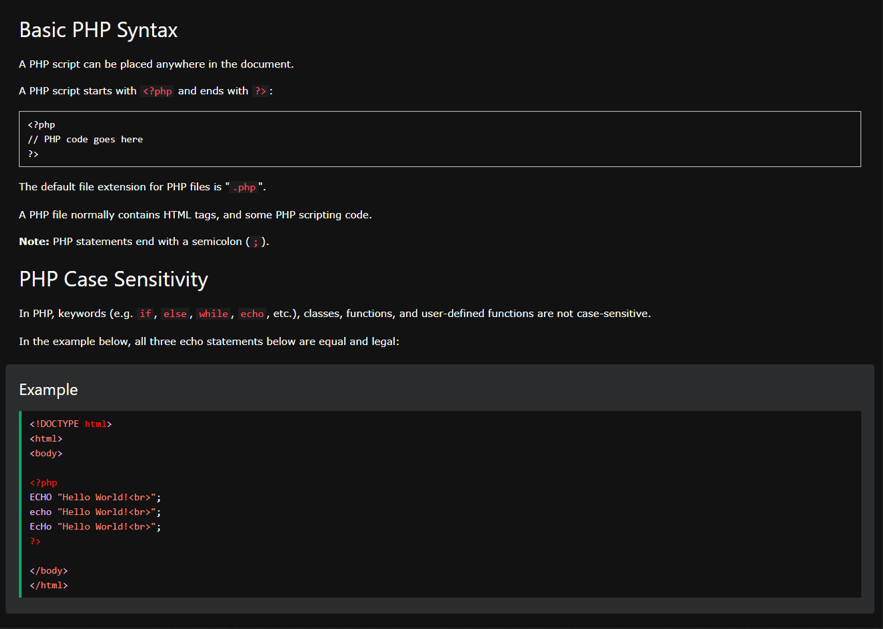 Basic PHP Syntax
A PHP script can be placed anywhere in the document.
A PHP script starts with <?php and ends with ?>:
<?php
// PHP code goes here
?>
The default file extension for PHP files is ".php".
A PHP file normally contains HTML tags, and some PHP scripting code.
Note: PHP statements end with a semicolon (;).
PHP Case Sensitivity
In PHP, keywords (e.g. if, else, while, echo, etc.), classes, functions, and user-defined functions are not case-sensitive.
In the example below, all three echo statements below are equal and legal:
Example
<!DOCTYPE html>
<html>
<body>
<?php
ECHO "Hello World!<br>";
echo "Hello World!<br>";
EcHo "Hello World!<br>";
?>
</body>
</html>